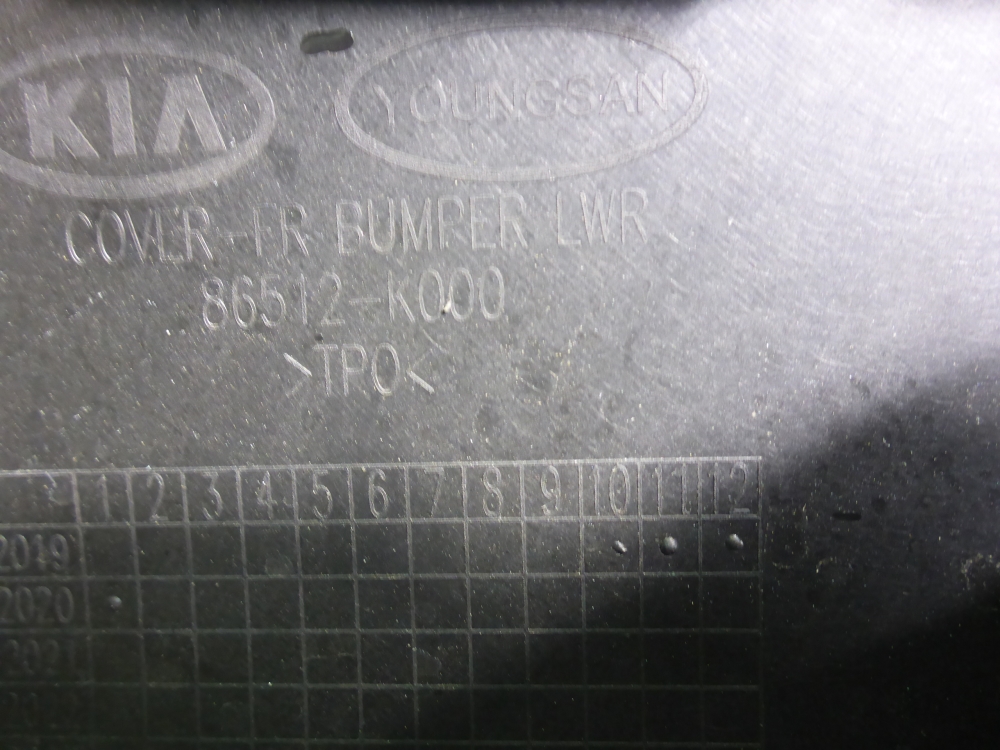 KIA YOUNGSAN
COVER-FR BUMPER LWR
86512-K000
>TPO<
1 2 3 4 5 6 7 8 9 10 11 12
2019
2020
2021